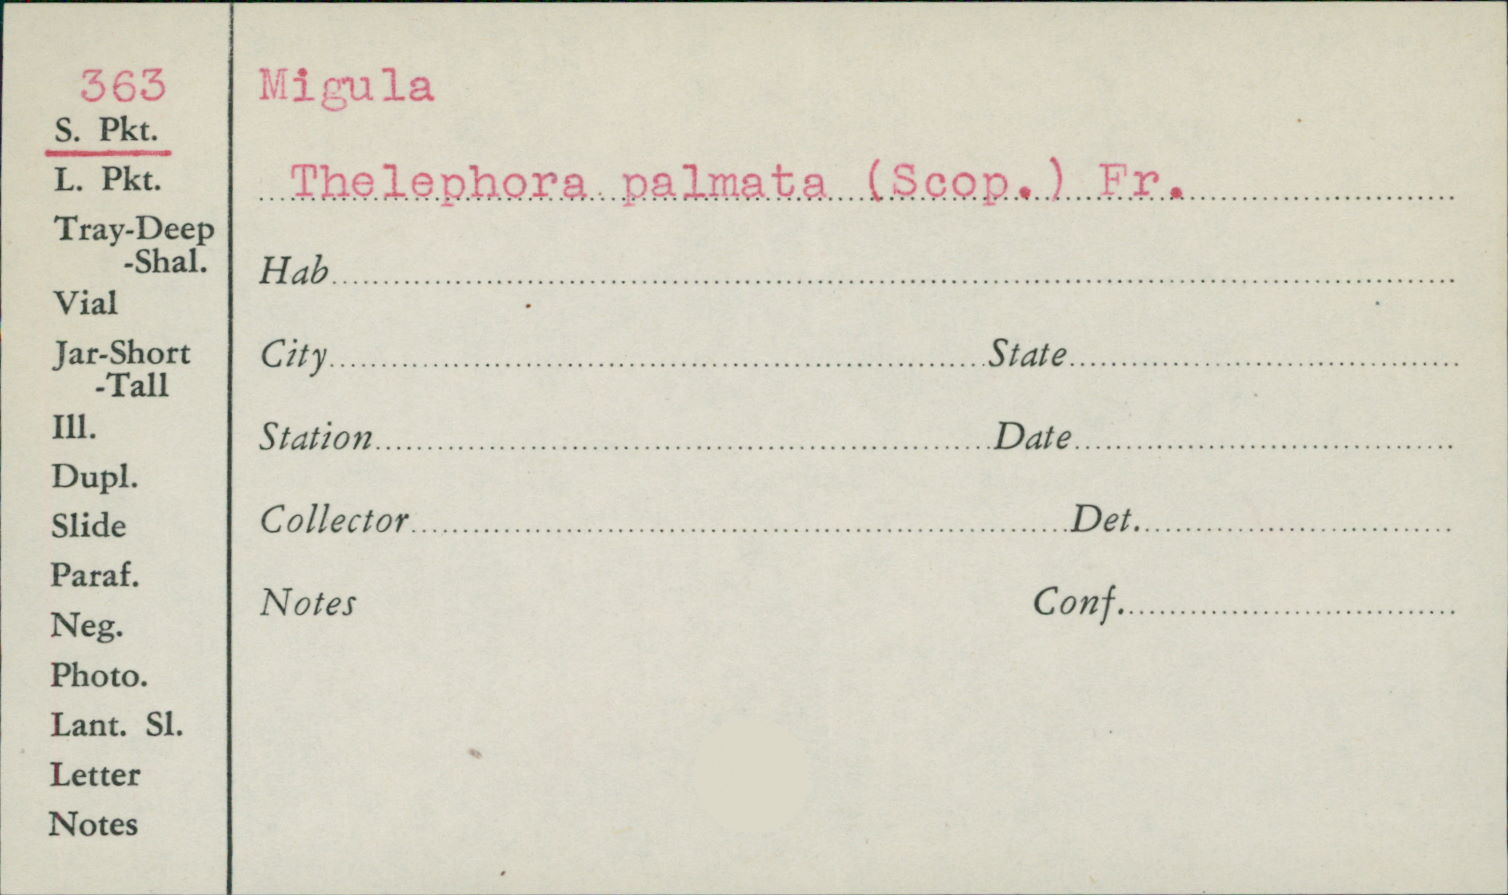 363
S. Pkt.
L. Pkt.
Tray-Deep
-Shal.
Vial
Jar-Short
-Tall
Ill.
Dupl.
Slide
Paraf.
Neg.
Photo.
Lant. Sl.
Letter
Notes
Migula
Thelephora palmata (Scop.) Fr.
Hab
City State
Station Date
Collector Det.
Notes Conf.